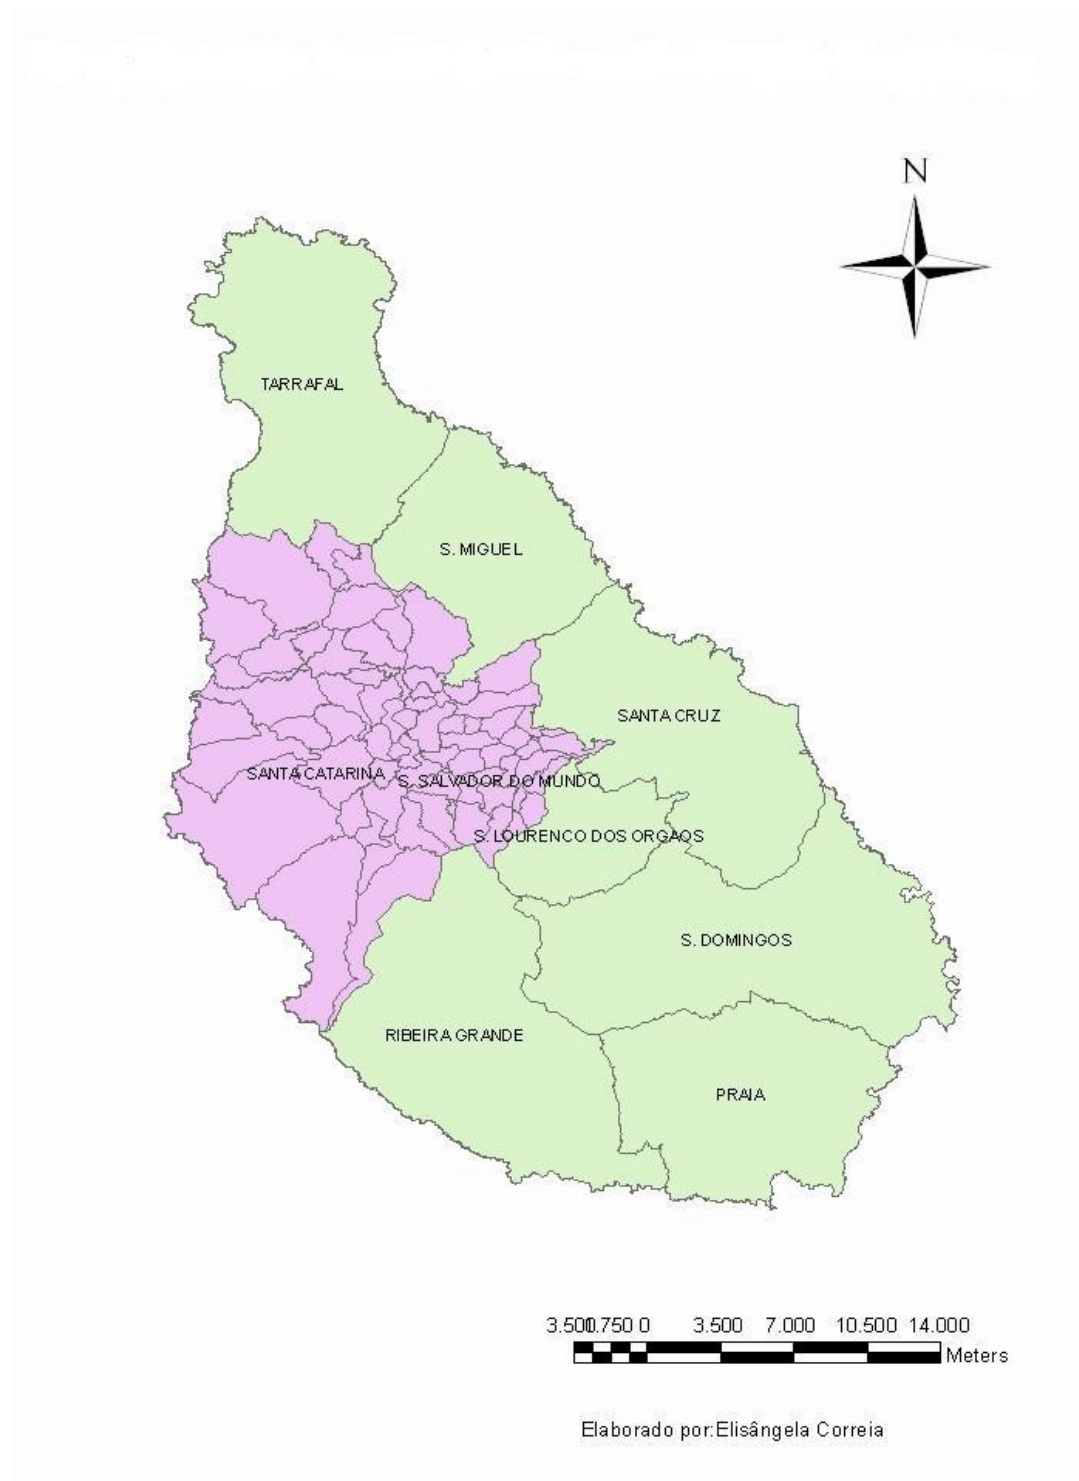 N
TARRAFAL
S. MIGUEL
SANTA CRUZ
SANTA CATARINA
S. SALVADOR DO MUNDO
S. LOURENCO DOS ORGAOS
S. DOMINGOS
RIBEIRA GRANDE
PRAIA
3.500 1.750 0 3.500 7.000 10.500 14.000
Meters
Elaborado por:Elisângela Correia